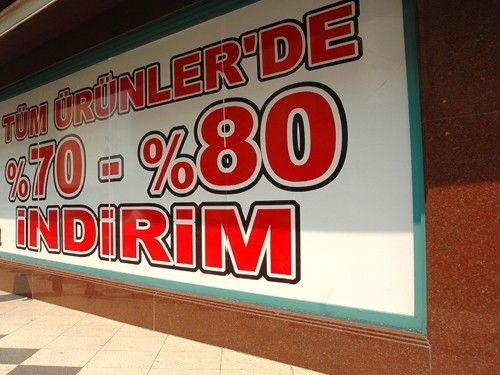 TÜM ÜRÜNLER'DE
%70 - %80
İNDİRİM